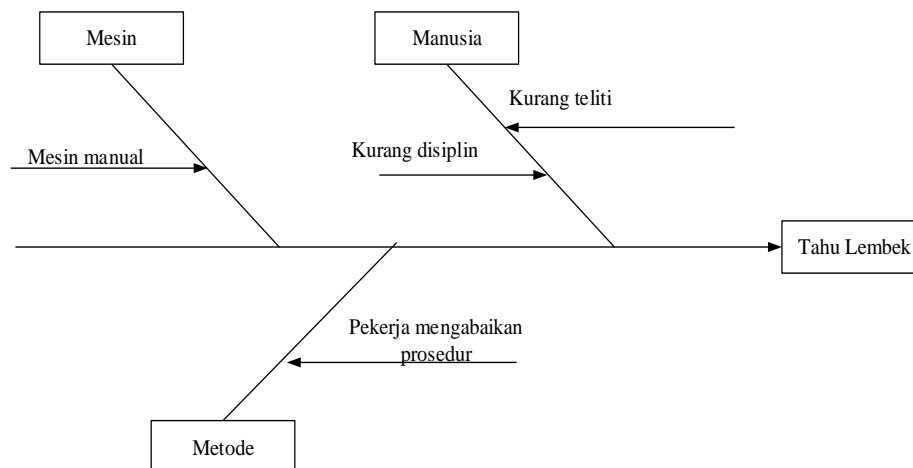 Mesin
Manusia
Kurang teliti
Mesin manual
Kurang disiplin
Tahu Lembek
Pekerja mengabaikan
prosedur
Metode